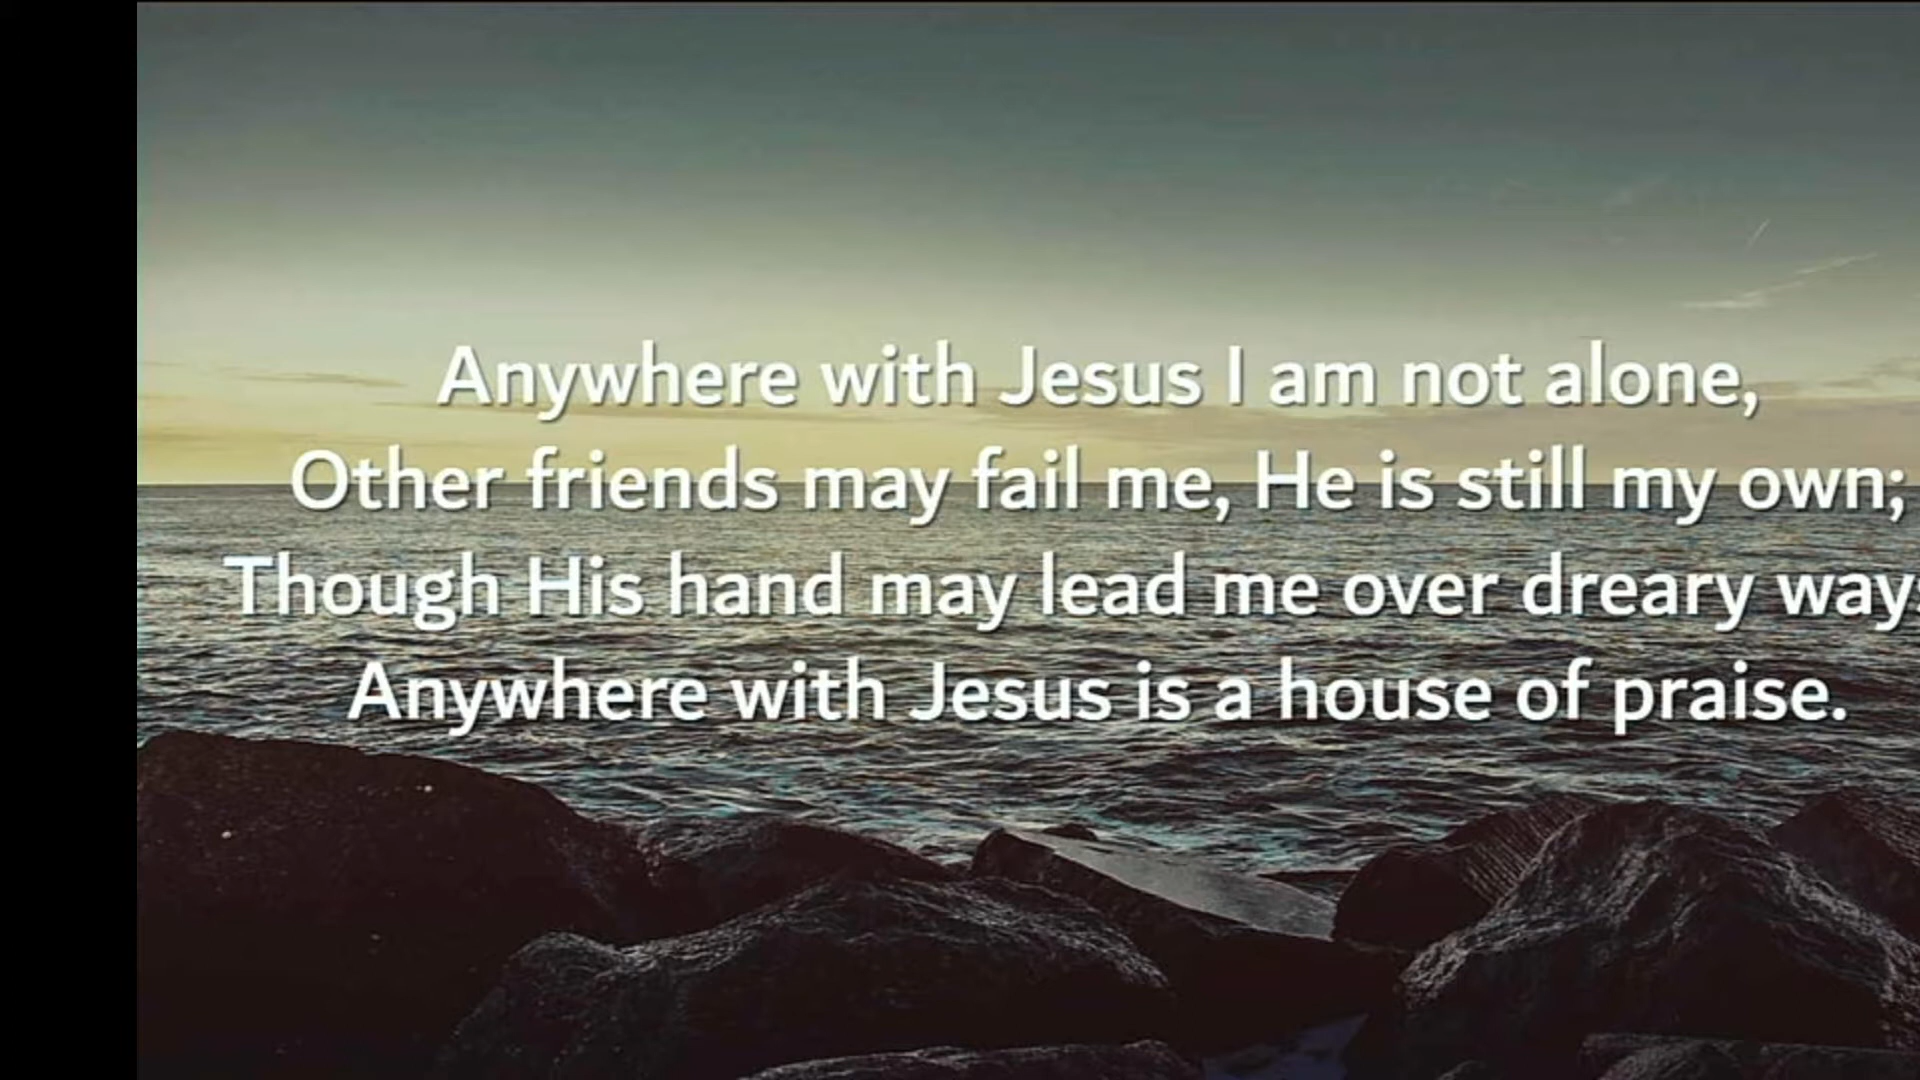 Anywhere with Jesus I am not alone,
Other friends may fail me, He is still my own;
Though His hand may lead me over dreary ways
Anywhere with Jesus is a house of praise.